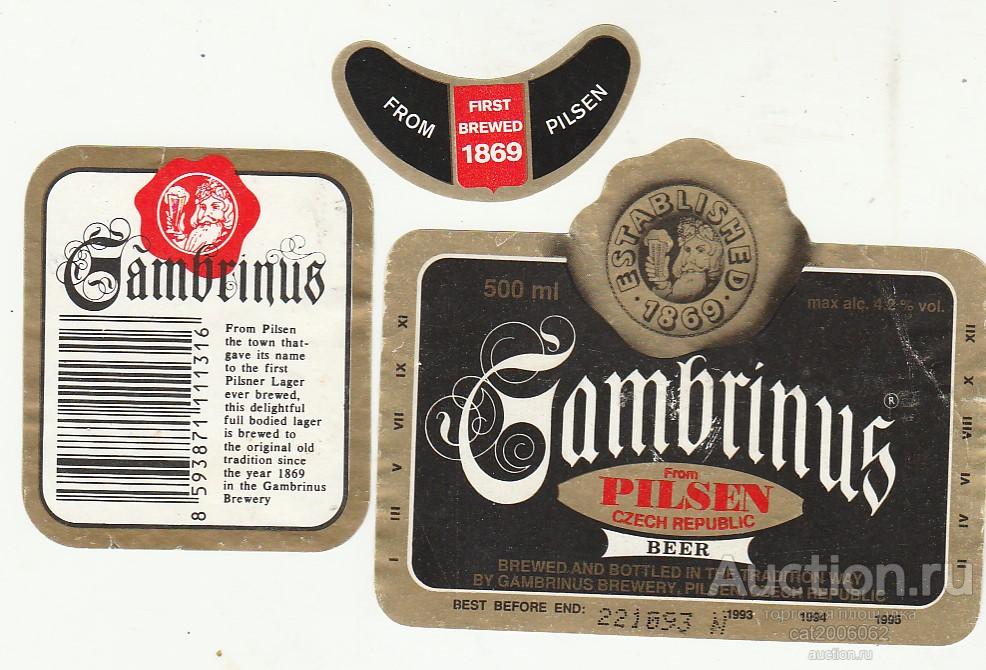 FROM
FIRST
BREWED
1869
PILSEN
Gambrinus
8 593871 111316
From Pilsen
the town that-
gave its name
to the first
Pilsner Lager
ever brewed,
this delightful
full bodied lager
is brewed to
the original old
tradition since
the year 1869
in the Gambrinus
Brewery
ESTABLISHED
· 1869 ·
500 ml
max alc. 4.2 % vol.
Gambrinus ®
From
PILSEN
CZECH REPUBLIC
BEER
BREWED AND BOTTLED IN THE TRADITION WAY
BY GAMBRINUS BREWERY, PILSEN, CZECH REPUBLIC
BEST BEFORE END: 221093 N 1993 1994 1995
I III V VII IX XI
II IV VI VIII X XII
Auction.ru
торговая площадка
cat2006062
auction.ru